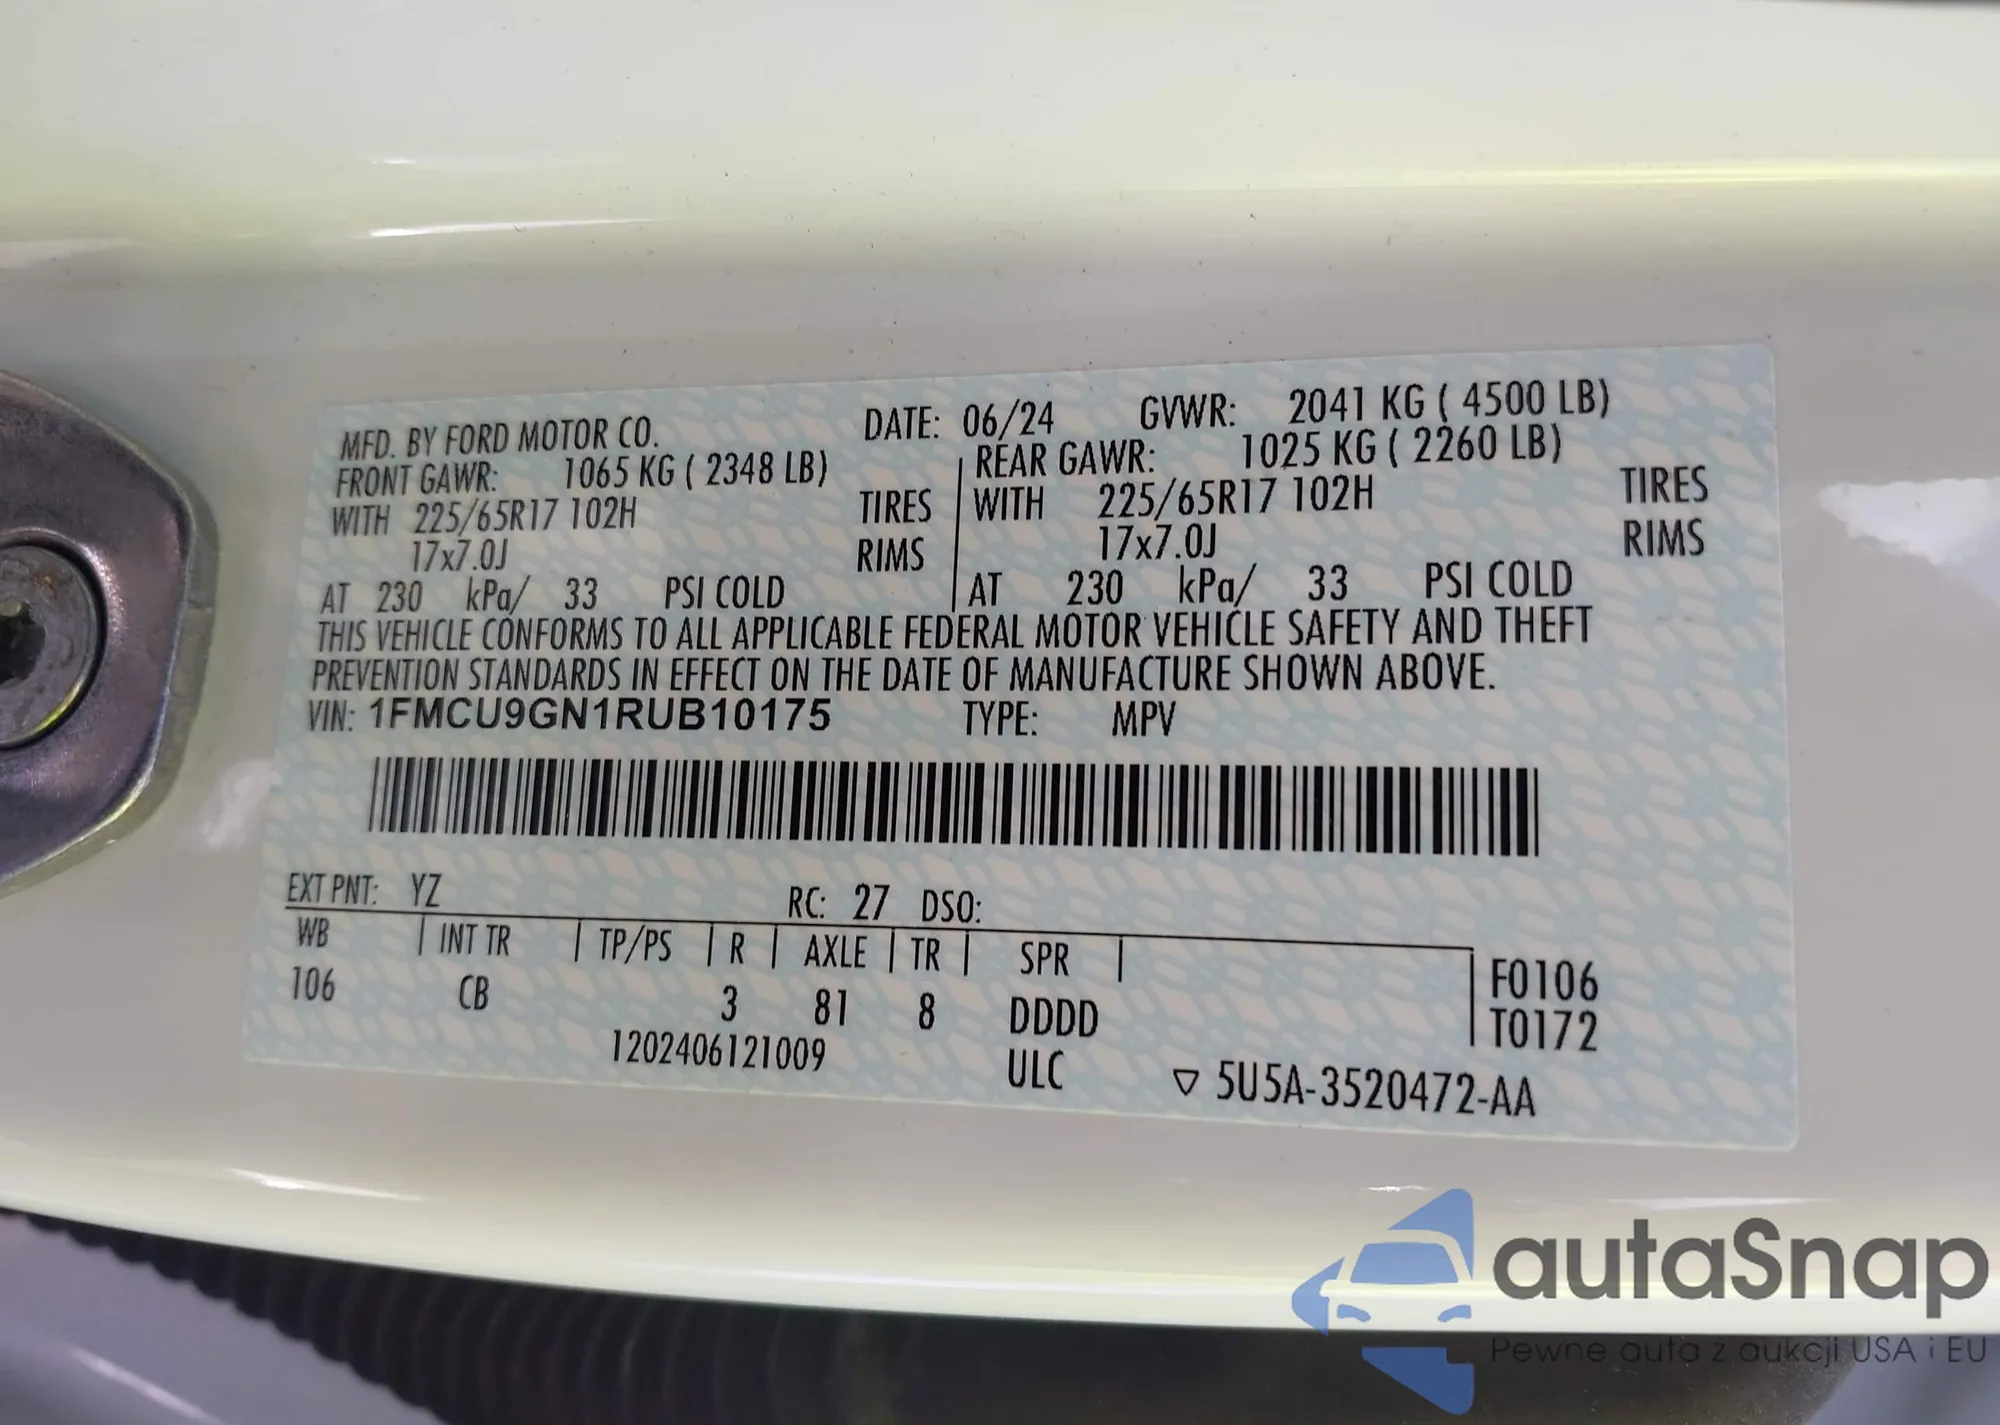 MFD. BY FORD MOTOR CO. DATE: 06/24 GVWR: 2041 KG ( 4500 LB)
FRONT GAWR: 1065 KG ( 2348 LB) REAR GAWR: 1025 KG ( 2260 LB)
WITH 225/65R17 102H TIRES WITH 225/65R17 102H TIRES
17x7.0J RIMS 17x7.0J RIMS
AT 230 kPa/ 33 PSI COLD AT 230 kPa/ 33 PSI COLD
THIS VEHICLE CONFORMS TO ALL APPLICABLE FEDERAL MOTOR VEHICLE SAFETY AND THEFT
PREVENTION STANDARDS IN EFFECT ON THE DATE OF MANUFACTURE SHOWN ABOVE.
VIN: 1FMCU9GN1RUB10175 TYPE: MPV
EXT PNT: YZ RC: 27 DSO:
WB INT TR TP/PS R AXLE TR SPR
106 CB 3 81 8 DDDD F0106
T0172
1202406121009 ULC ▽ 5U5A-3520472-AA
autaSnap
Pewne auta z aukcji USA i EU